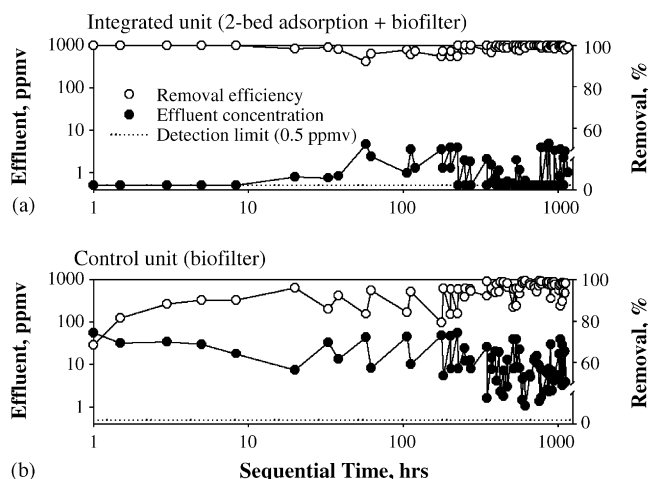 Integrated unit (2-bed adsorption + biofilter)
Effluent, ppmv
1000
100
10
1
Removal efficiency
Effluent concentration
Detection limit (0.5 ppmv)
100
80
60
0
Removal, %
(a)
1 10 100 1000
Control unit (biofilter)
Effluent, ppmv
1000
100
10
1
100
80
60
0
Removal, %
1 10 100 1000
(b)
Sequential Time, hrs